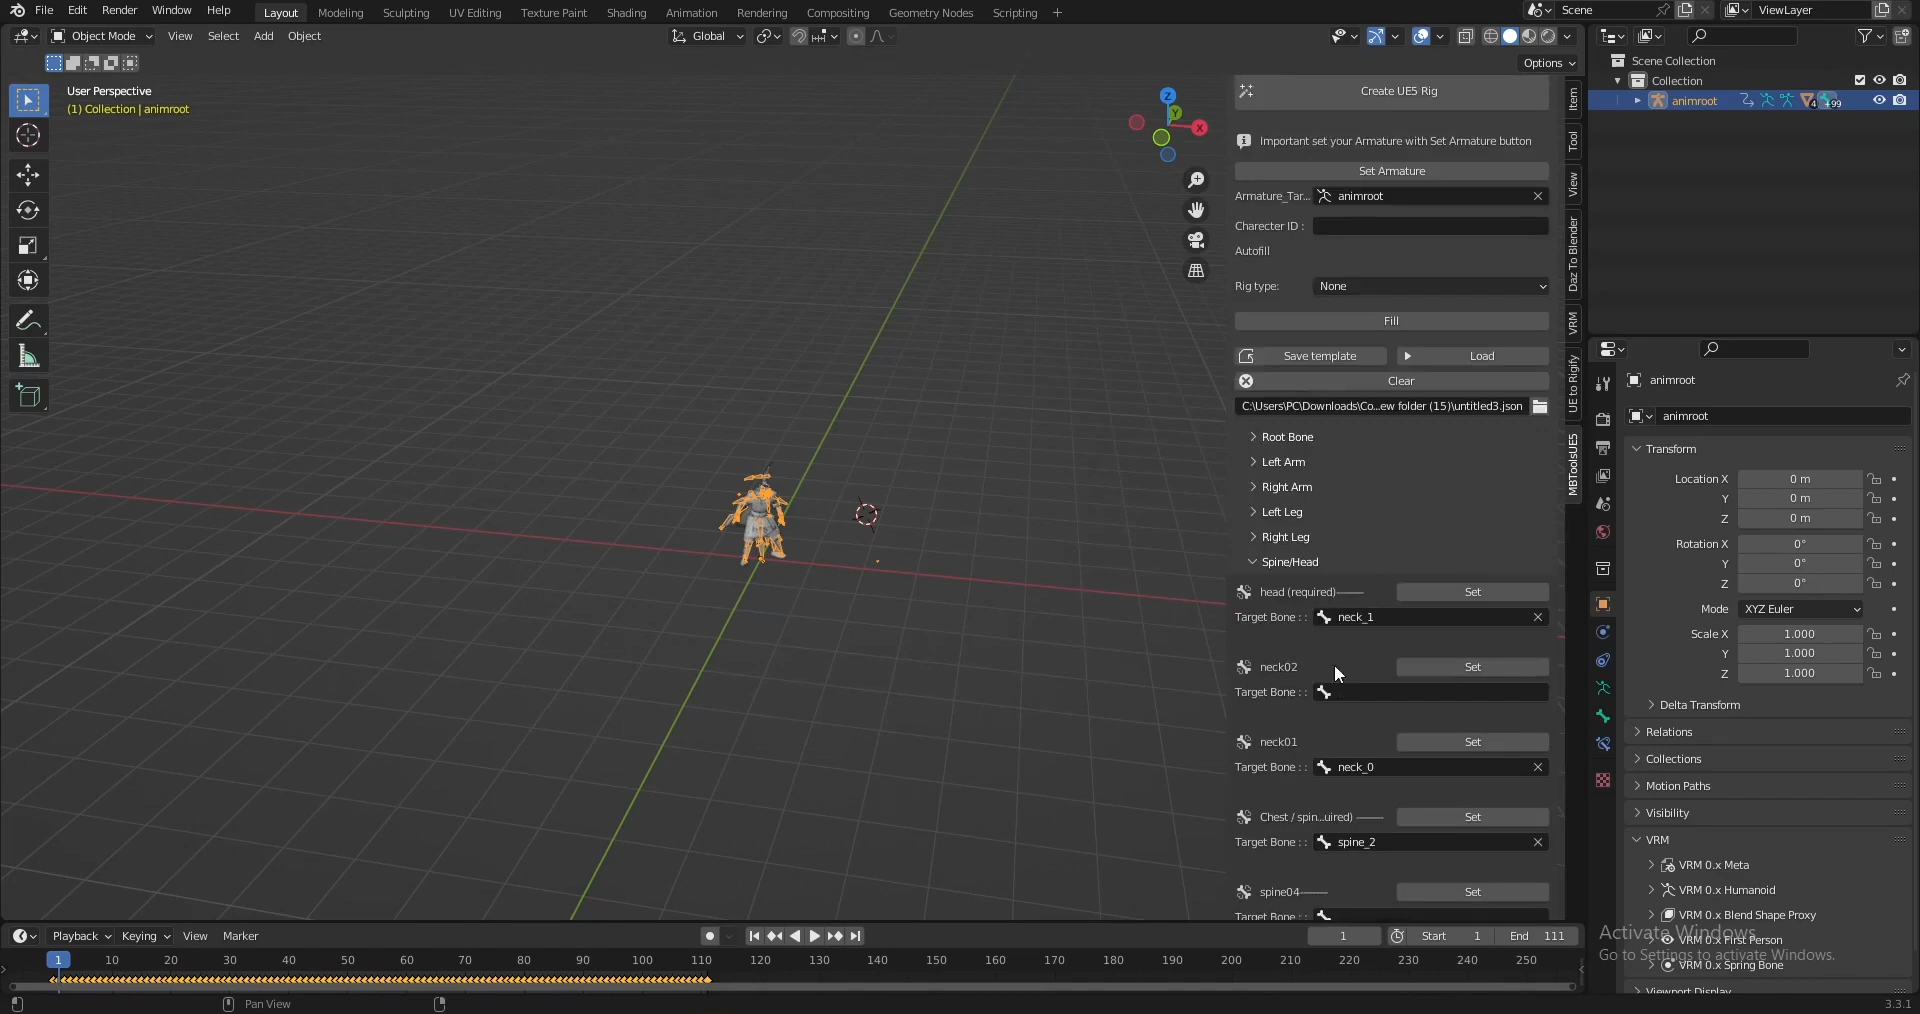 File Edit Render Window Help Layout Modeling Sculpting UV Editing Texture Paint Shading Animation Rendering Compositing Geometry Nodes Scripting + Scene ViewLayer
Object Mode View Select Add Object Global
Options
User Perspective
(1) Collection | animroot
Z
Y
X
Create UE5 Rig
Important set your Armature with Set Armature button
Set Armature
Armature_Tar... animroot
Charecter ID :
Autofill
Rig type: None
Fill
Save template Load
Clear
C:\Users\PC\Downloads\Co...ew folder (15)\untitled3.json
Root Bone
Left Arm
Right Arm
Left Leg
Right Leg
Spine/Head
head (required)——— Set
Target Bone : : neck_1
neck02 Set
Target Bone : :
neck01 Set
Target Bone : : neck_0
Chest / spin...uired) —— Set
Target Bone : : spine_2
spine04——— Set
Target Bone : :
Item
Tool
View
Daz To Blender
VRM
UE to Rigify
MBToolsUE5
Scene Collection
Collection
animroot 4 +99
animroot
animroot
Transform
Location X 0 m
Y 0 m
Z 0 m
Rotation X 0°
Y 0°
Z 0°
Mode XYZ Euler
Scale X 1.000
Y 1.000
Z 1.000
Delta Transform
Relations
Collections
Motion Paths
Visibility
VRM
VRM 0.x Meta
VRM 0.x Humanoid
VRM 0.x Blend Shape Proxy
VRM 0.x First Person
VRM 0.x Spring Bone
Viewport Display
Activate Windows
Go to Settings to activate Windows.
Playback Keying View Marker 1 Start 1 End 111
1 10 20 30 40 50 60 70 80 90 100 110 120 130 140 150 160 170 180 190 200 210 220 230 240 250
Pan View
3.3.1